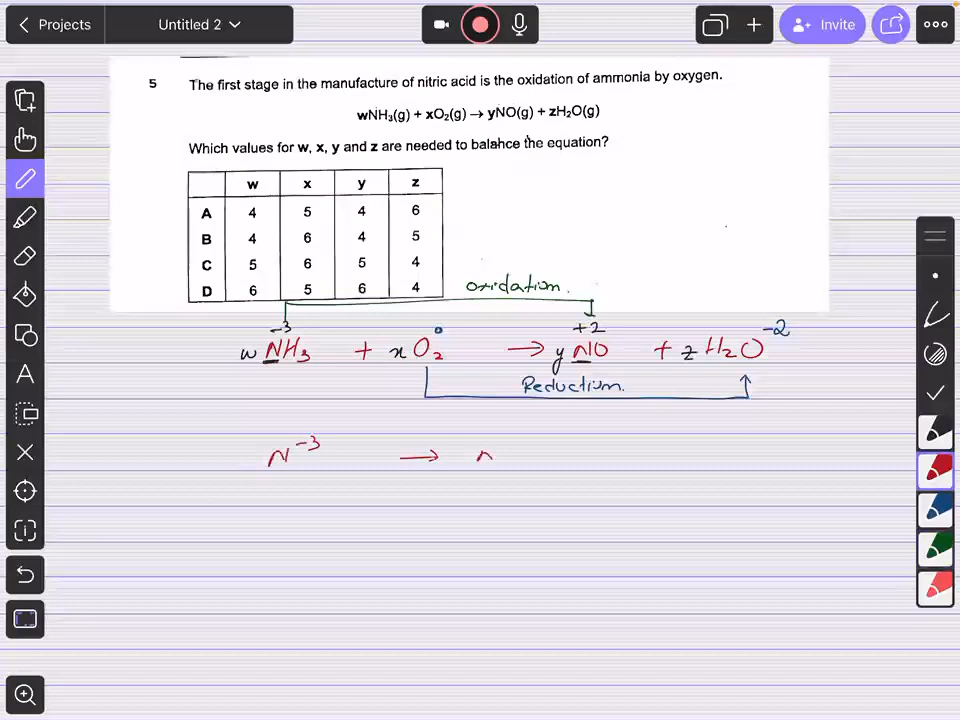 Projects
Untitled 2
Invite
5 The first stage in the manufacture of nitric acid is the oxidation of ammonia by oxygen.
wNH₃(g) + xO₂(g) → yNO(g) + zH₂O(g)
Which values for w, x, y and z are needed to balance the equation?
w x y z
A 4 5 4 6
B 4 6 4 5
C 5 6 5 4
D 6 5 6 4
oxidation.
-3 0 +2 -2
w NH₃ + x O₂ → y NO + z H₂O
Reduction.
N⁻³ → n
A